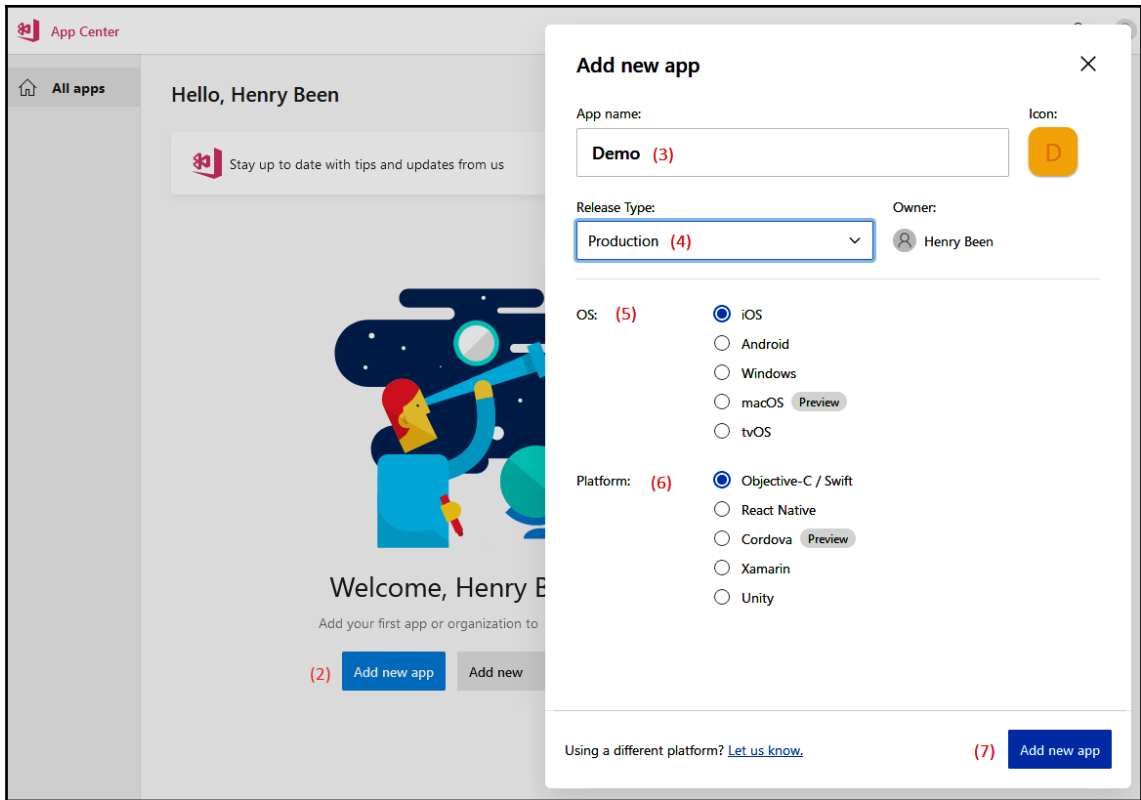 App Center
All apps
Hello, Henry Been
Stay up to date with tips and updates from us
Welcome, Henry B
Add your first app or organization to
(2) Add new app Add new
Add new app
App name:
Icon:
Demo (3)
D
Release Type:
Owner:
Production (4)
Henry Been
OS: (5)
iOS
Android
Windows
macOS Preview
tvOS
Platform: (6)
Objective-C / Swift
React Native
Cordova Preview
Xamarin
Unity
Using a different platform? Let us know.
(7) Add new app